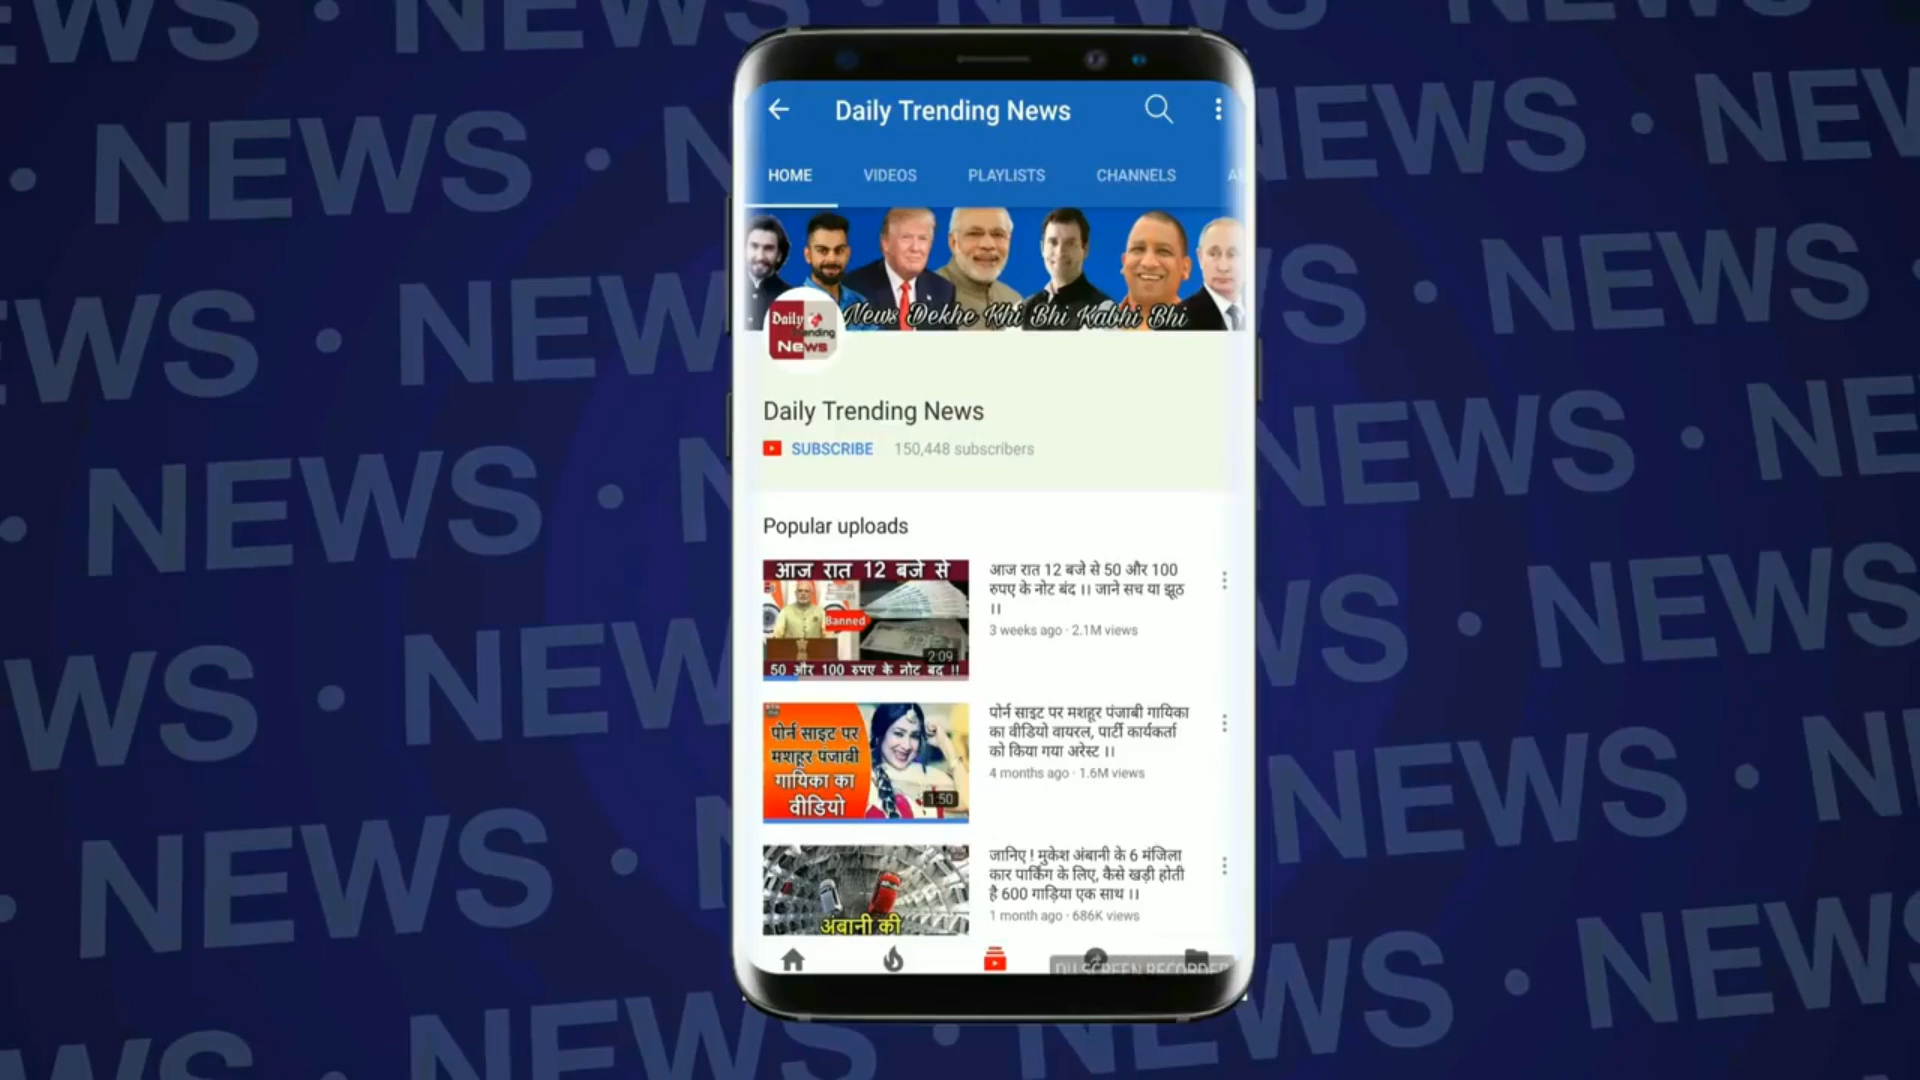 Daily Trending News
HOME VIDEOS PLAYLISTS CHANNELS
News Dekhe Khi Bhi Kabhi Bhi
Daily
Trending
News
Daily Trending News
SUBSCRIBE 150,448 subscribers
Popular uploads
आज रात 12 बजे से
Banned
2:09
50 और 100 रुपए के नोट बंद !!
आज रात 12 बजे से 50 और 100
रुपए के नोट बंद ।। जाने सच या झूठ
।।
3 weeks ago · 2.1M views
पोर्न साइट पर
मशहूर पंजाबी
गायिका का
वीडियो
1:50
पोर्न साइट पर मशहूर पंजाबी गायिका
का वीडियो वायरल, पार्टी कार्यकर्ता
को किया गया अरेस्ट ।।
4 months ago · 1.6M views
अंबानी की
जानिए ! मुकेश अंबानी के 6 मंजिला
कार पार्किंग के लिए, कैसे खड़ी होती
है 600 गाड़िया एक साथ ।।
1 month ago · 686K views
DU SCREEN RECORDER
NEWS • NEWS • NEWS